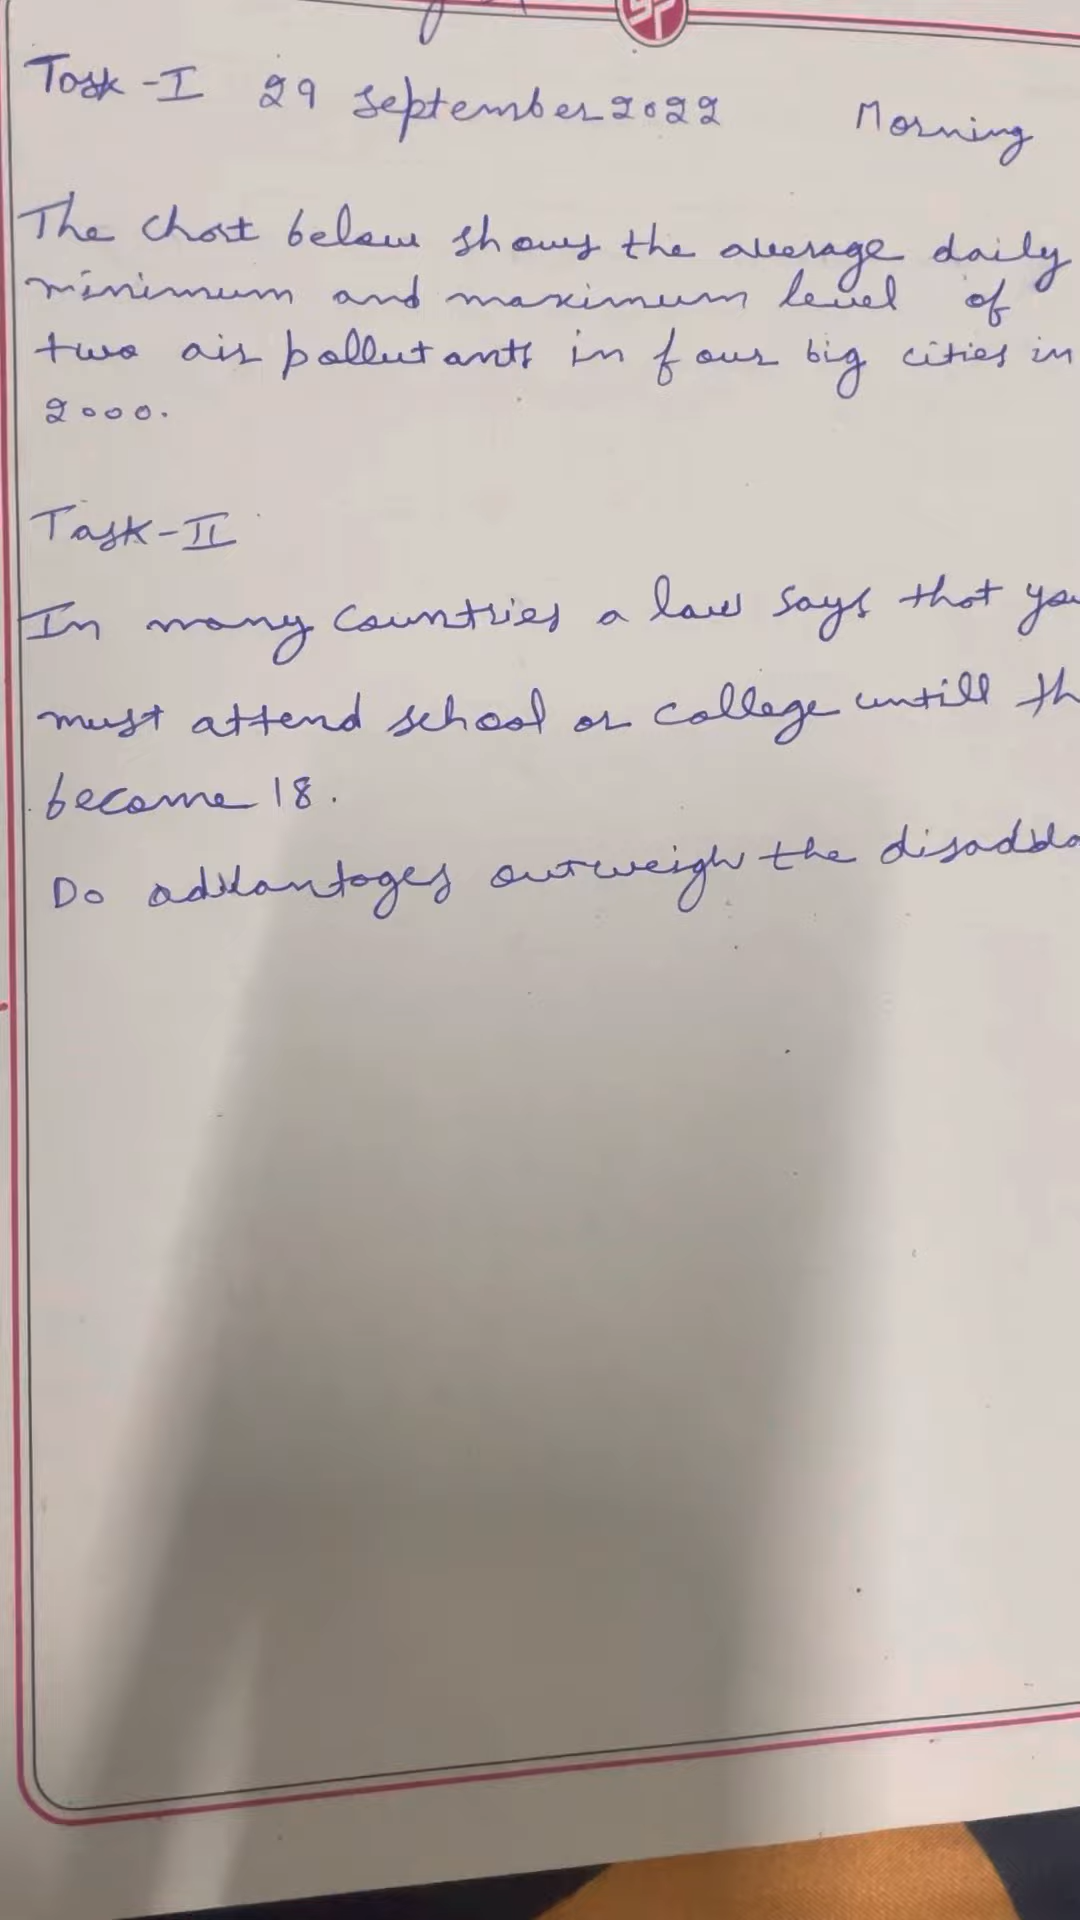 Task-I 29 September 2022 Morning
The Chart below shows the average daily
minimum and maximum level of
two air pollutants in four big cities in
2000.
Task-II
In many Countries a law says that you
must attend school or college untill th
become 18.
Do advantages outweigh the disadva